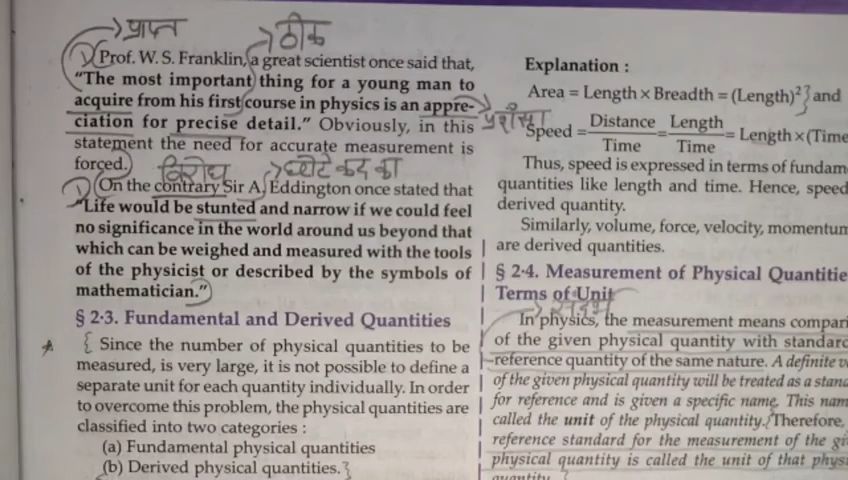 प्राप्त
ठीक
1) Prof. W. S. Franklin, a great scientist once said that,
"The most important thing for a young man to
acquire from his first course in physics is an appre-
ciation for precise detail." Obviously, in this
प्रशंसा
statement the need for accurate measurement is
forced.
विरोध
छोटे कद का
1) On the contrary Sir A. Eddington once stated that
"Life would be stunted and narrow if we could feel
no significance in the world around us beyond that
which can be weighed and measured with the tools
of the physicist or described by the symbols of
mathematician."
§ 2·3. Fundamental and Derived Quantities
Since the number of physical quantities to be
measured, is very large, it is not possible to define a
separate unit for each quantity individually. In order
to overcome this problem, the physical quantities are
classified into two categories :
(a) Fundamental physical quantities
(b) Derived physical quantities.
Explanation :
Area = Length × Breadth = (Length)² and
Speed = Distance/Time = Length/Time = Length × (Time
Thus, speed is expressed in terms of fundam
quantities like length and time. Hence, speed
derived quantity.
Similarly, volume, force, velocity, momentum
are derived quantities.
§ 2·4. Measurement of Physical Quantitie
Terms of Unit
In physics, the measurement means compari
of the given physical quantity with standard
reference quantity of the same nature. A definite v
of the given physical quantity will be treated as a stand
for reference and is given a specific name. This nam
called the unit of the physical quantity. Therefore,
reference standard for the measurement of the gi
physical quantity is called the unit of that physi
quantity.